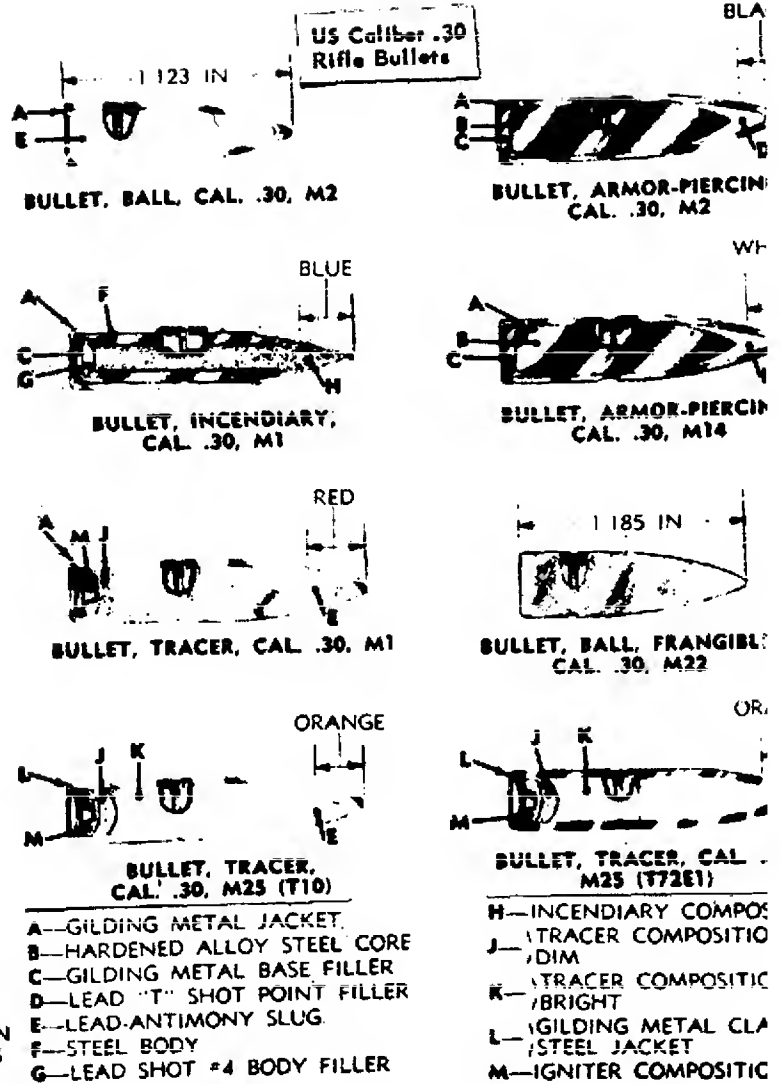 US Caliber .30
Rifle Bullets
BLA
1 123 IN
A
E
A
B
C
D
BULLET, BALL, CAL. .30, M2
BULLET, ARMOR-PIERCIN
CAL. .30, M2
BLUE
WH
A
F
C
G
H
A
B
C
BULLET, INCENDIARY,
CAL. .30, M1
BULLET, ARMOR-PIERCIN
CAL. .30, M14
RED
A
M
J
E
1 185 IN
BULLET, TRACER, CAL. .30, M1
BULLET, BALL, FRANGIBL
CAL. .30, M22
ORANGE
ORA
L
J
K
M
E
L
J
K
M
BULLET, TRACER,
CAL. .30, M25 (T10)
BULLET, TRACER, CAL.
M25 (T72E1)
A—GILDING METAL JACKET
B—HARDENED ALLOY STEEL CORE
C—GILDING METAL BASE FILLER
D—LEAD "T" SHOT POINT FILLER
E—LEAD-ANTIMONY SLUG
F—STEEL BODY
G—LEAD SHOT #4 BODY FILLER
H—INCENDIARY COMPOS
J—TRACER COMPOSITIO
DIM
K—TRACER COMPOSITIC
BRIGHT
L—GILDING METAL CLA
STEEL JACKET
M—IGNITER COMPOSITIC